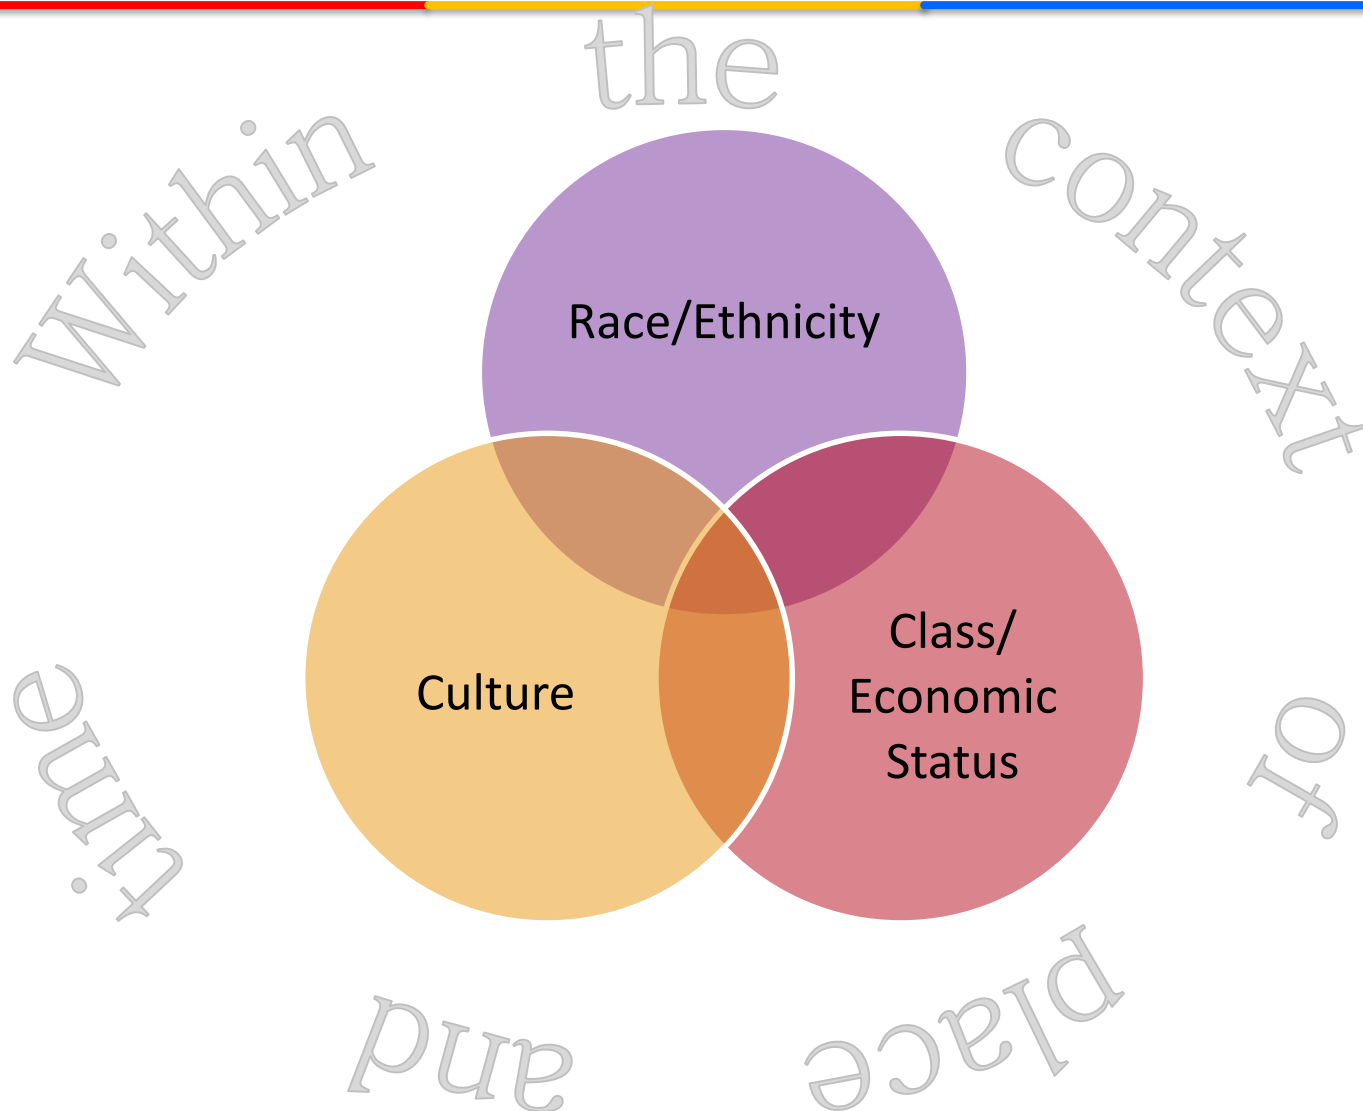 Within the context of place and time
Race/Ethnicity
Culture
Class/
Economic
Status